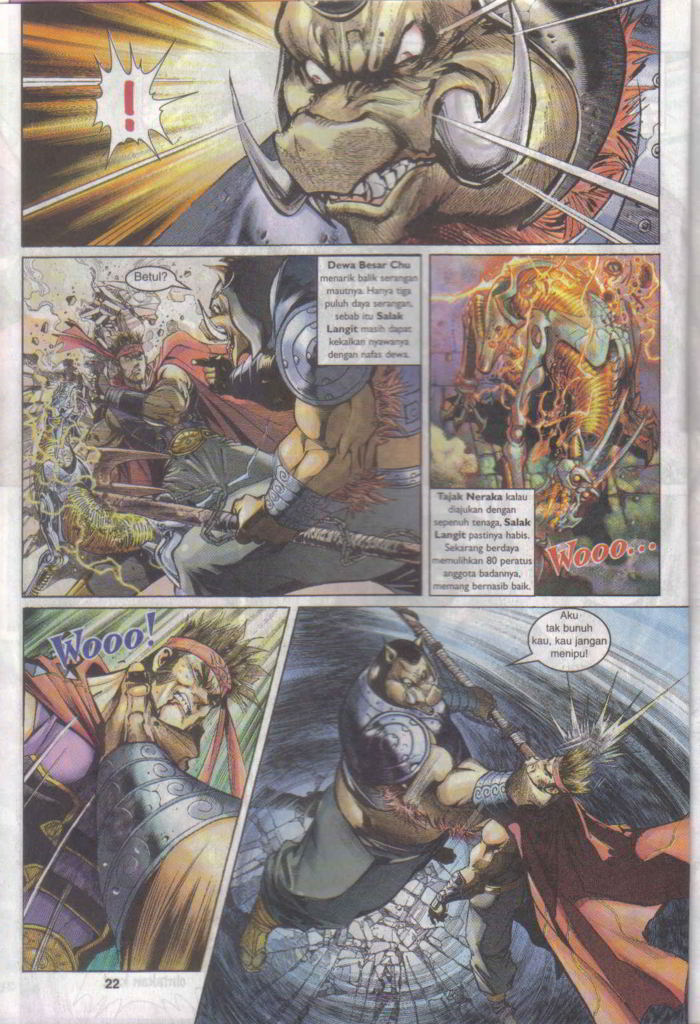 !
Betul?
Dewa Besar Chu
menarik balik serangan
mautnya. Hanya tiga
puluh daya serangan,
sebab itu Salak
Langit masih dapat
kekalkan nyawanya
dengan nafas dewa.
Tajak Neraka kalau
diajukan dengan
sepenuh tenaga, Salak
Langit pastinya habis.
Sekarang berdaya
memulihkan 80 peratus
anggota badannya,
memang bernasib baik.
Wooo...
Wooo!
Aku
tak bunuh
kau, kau jangan
menipu!
22